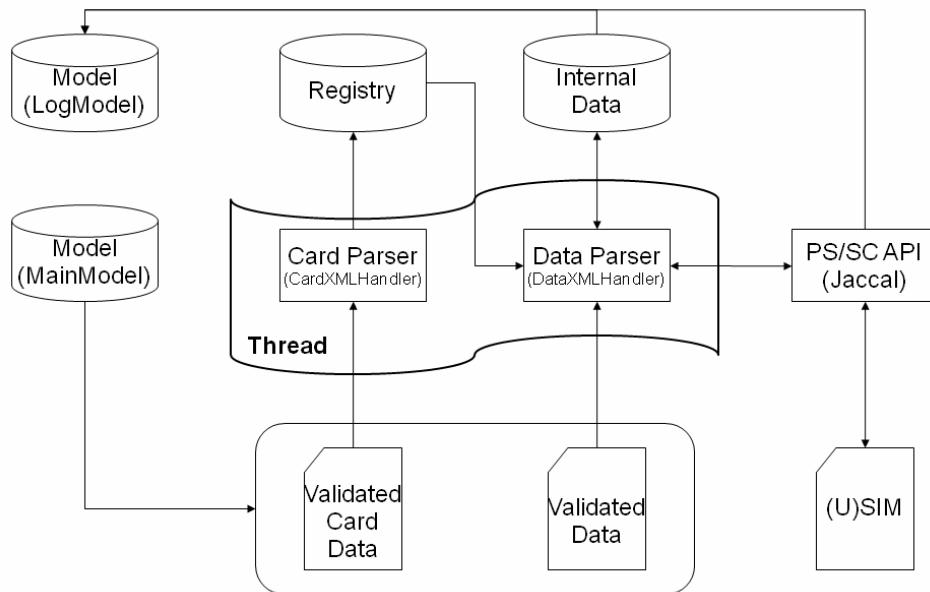 Model
(LogModel)
Registry
Internal
Data
Model
(MainModel)
Card Parser
(CardXMLHandler)
Data Parser
(DataXMLHandler)
PS/SC API
(Jaccal)
Thread
Validated
Card
Data
Validated
Data
(U)SIM